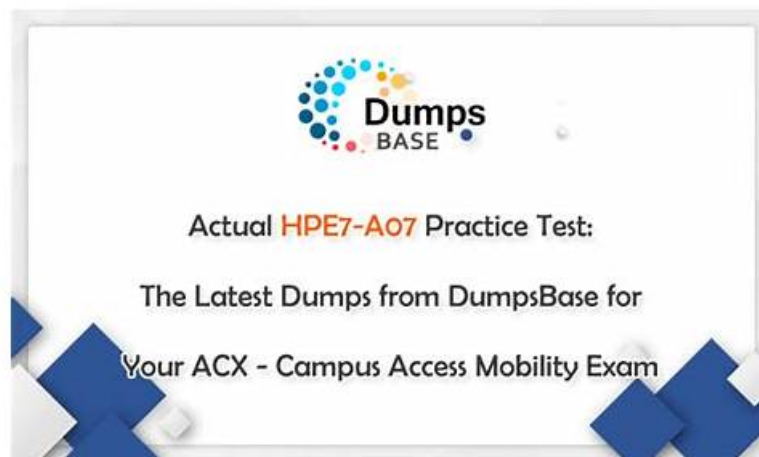 Dumps
BASE
Actual HPE7-A07 Practice Test:
The Latest Dumps from DumpsBase for
Your ACX - Campus Access Mobility Exam